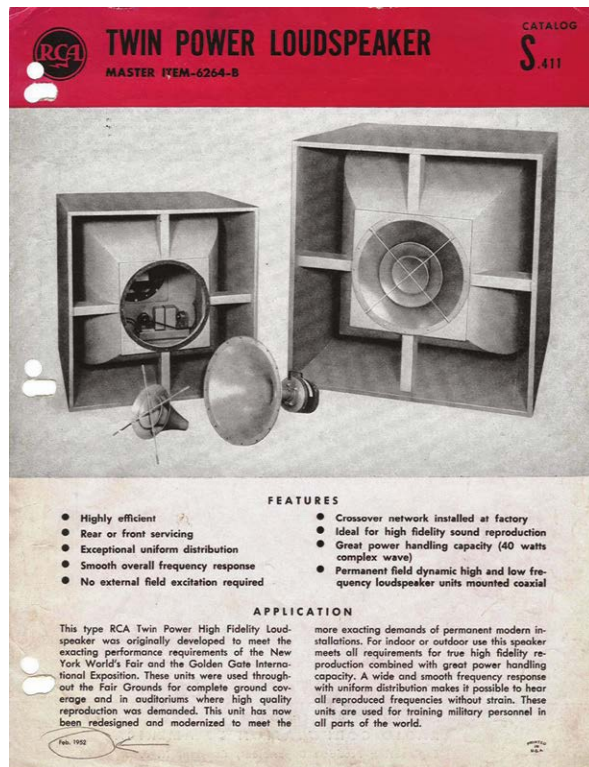 RCA
TWIN POWER LOUDSPEAKER
MASTER ITEM-6264-B
CATALOG
S.411
FEATURES
● Highly efficient
● Rear or front servicing
● Exceptional uniform distribution
● Smooth overall frequency response
● No external field excitation required
● Crossover network installed at factory
● Ideal for high fidelity sound reproduction
● Great power handling capacity (40 watts
complex wave)
● Permanent field dynamic high and low fre-
quency loudspeaker units mounted coaxial
APPLICATION
This type RCA Twin Power High Fidelity Loud-
speaker was originally developed to meet the
exacting performance requirements of the New
York World's Fair and the Golden Gate Interna-
tional Exposition. These units were used through-
out the Fair Grounds for complete ground cov-
erage and in auditoriums where high quality
reproduction was demanded. This unit has now
been redesigned and modernized to meet the
more exacting demands of permanent modern in-
stallations. For indoor or outdoor use this speaker
meets all requirements for true high fidelity re-
production combined with great power handling
capacity. A wide and smooth frequency response
with uniform distribution makes it possible to hear
all reproduced frequencies without strain. These
units are used for training military personnel in
all parts of the world.
Feb. 1952
PRINTED
IN
U.S.A.